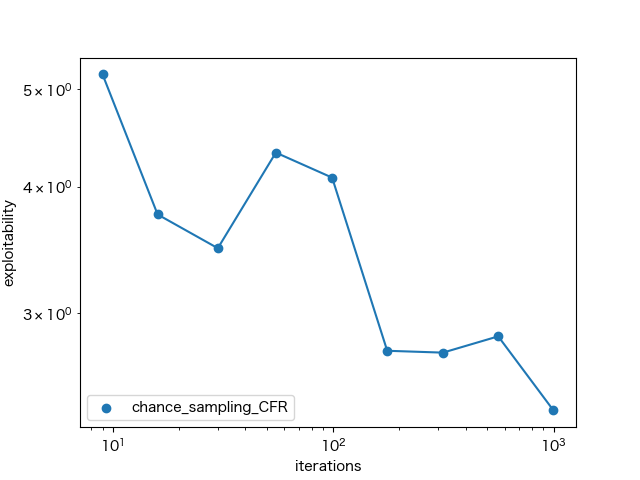 5 × 10⁰
4 × 10⁰
3 × 10⁰
exploitability
chance_sampling_CFR
10¹
10²
10³
iterations